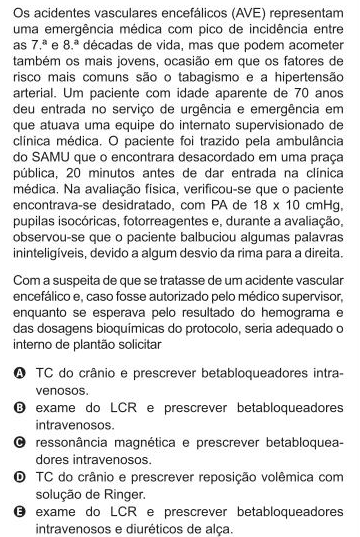 Os acidentes vasculares encefálicos (AVE) representam
uma emergência médica com pico de incidência entre
as 7.ª e 8.ª décadas de vida, mas que podem acometer
também os mais jovens, ocasião em que os fatores de
risco mais comuns são o tabagismo e a hipertensão
arterial. Um paciente com idade aparente de 70 anos
deu entrada no serviço de urgência e emergência em
que atuava uma equipe do internato supervisionado de
clínica médica. O paciente foi trazido pela ambulância
do SAMU que o encontrara desacordado em uma praça
pública, 20 minutos antes de dar entrada na clínica
médica. Na avaliação física, verificou-se que o paciente
encontrava-se desidratado, com PA de 18 x 10 cmHg,
pupilas isocóricas, fotorreagentes e, durante a avaliação,
observou-se que o paciente balbuciou algumas palavras
ininteligíveis, devido a algum desvio da rima para a direita.
Com a suspeita de que se tratasse de um acidente vascular
encefálico e, caso fosse autorizado pelo médico supervisor,
enquanto se esperava pelo resultado do hemograma e
das dosagens bioquímicas do protocolo, seria adequado o
interno de plantão solicitar
A TC do crânio e prescrever betabloqueadores intra-
venosos.
B exame do LCR e prescrever betabloqueadores
intravenosos.
C ressonância magnética e prescrever betabloquea-
dores intravenosos.
D TC do crânio e prescrever reposição volêmica com
solução de Ringer.
E exame do LCR e prescrever betabloqueadores
intravenosos e diuréticos de alça.